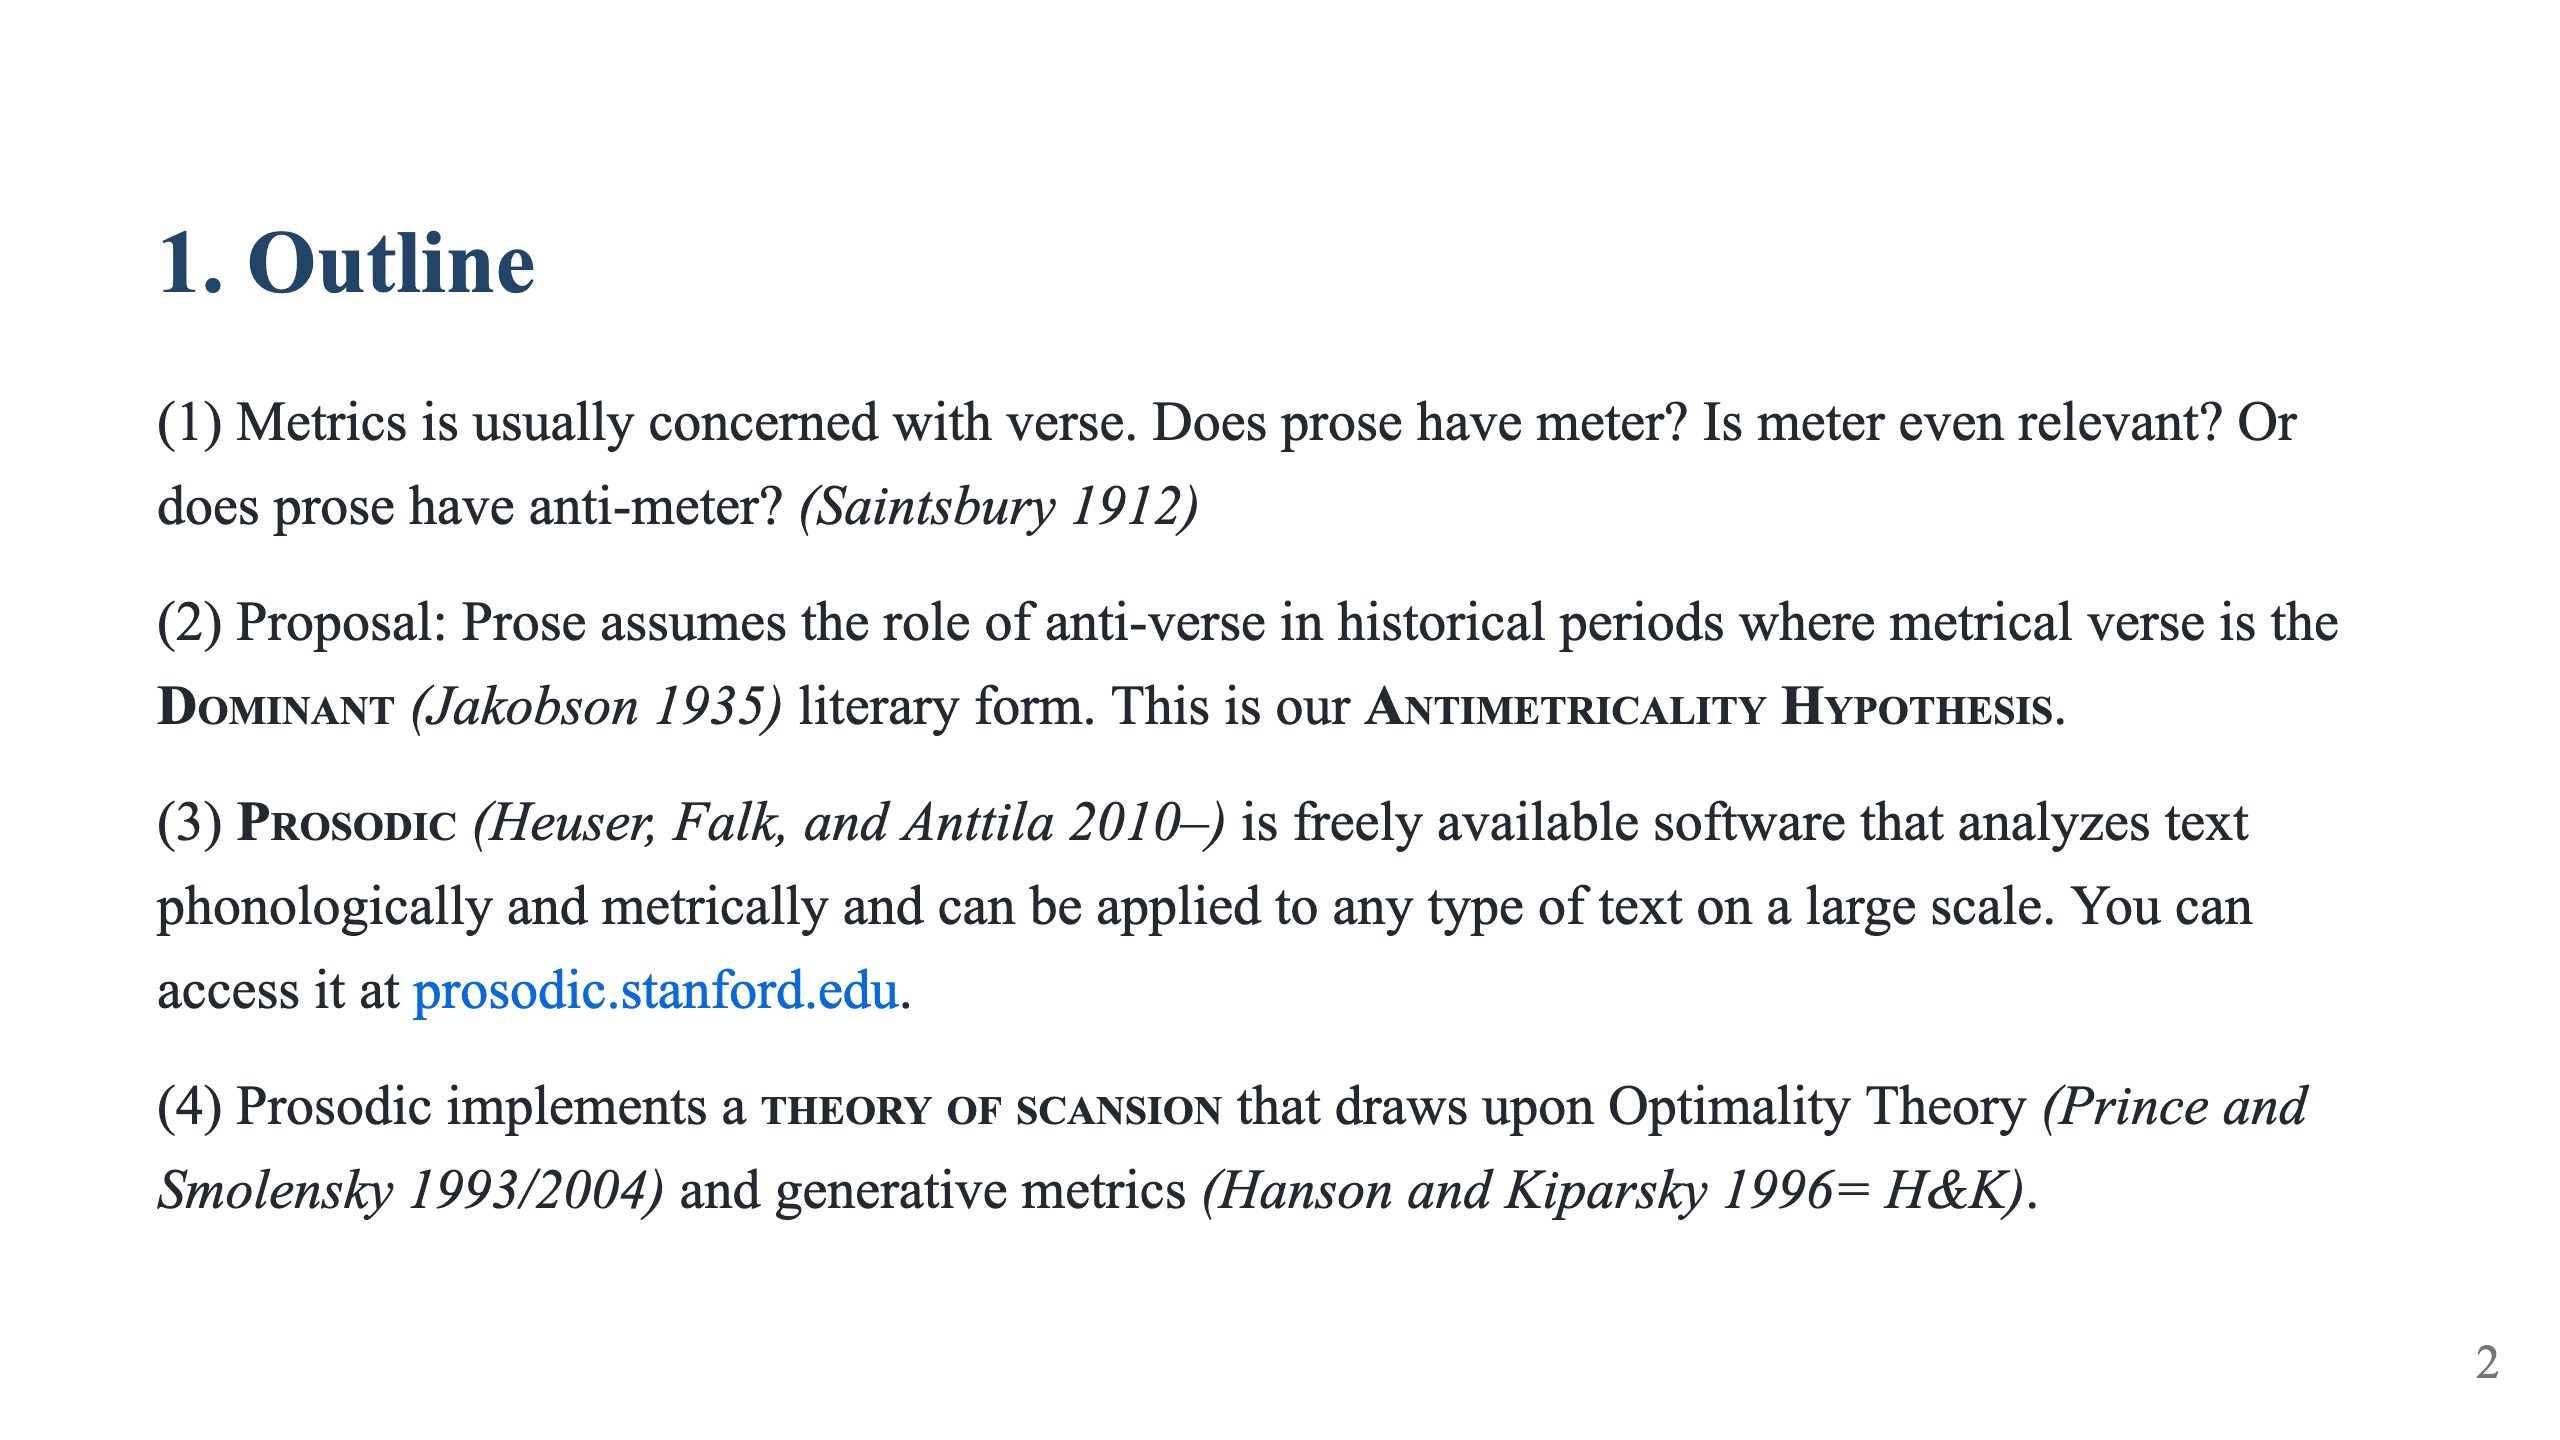 1. Outline
(1) Metrics is usually concerned with verse. Does prose have meter? Is meter even relevant? Or
does prose have anti-meter? (Saintsbury 1912)
(2) Proposal: Prose assumes the role of anti-verse in historical periods where metrical verse is the
Dominant (Jakobson 1935) literary form. This is our Antimetricality Hypothesis.
(3) Prosodic (Heuser, Falk, and Anttila 2010–) is freely available software that analyzes text
phonologically and metrically and can be applied to any type of text on a large scale. You can
access it at prosodic.stanford.edu.
(4) Prosodic implements a theory of scansion that draws upon Optimality Theory (Prince and
Smolensky 1993/2004) and generative metrics (Hanson and Kiparsky 1996= H&K).
2